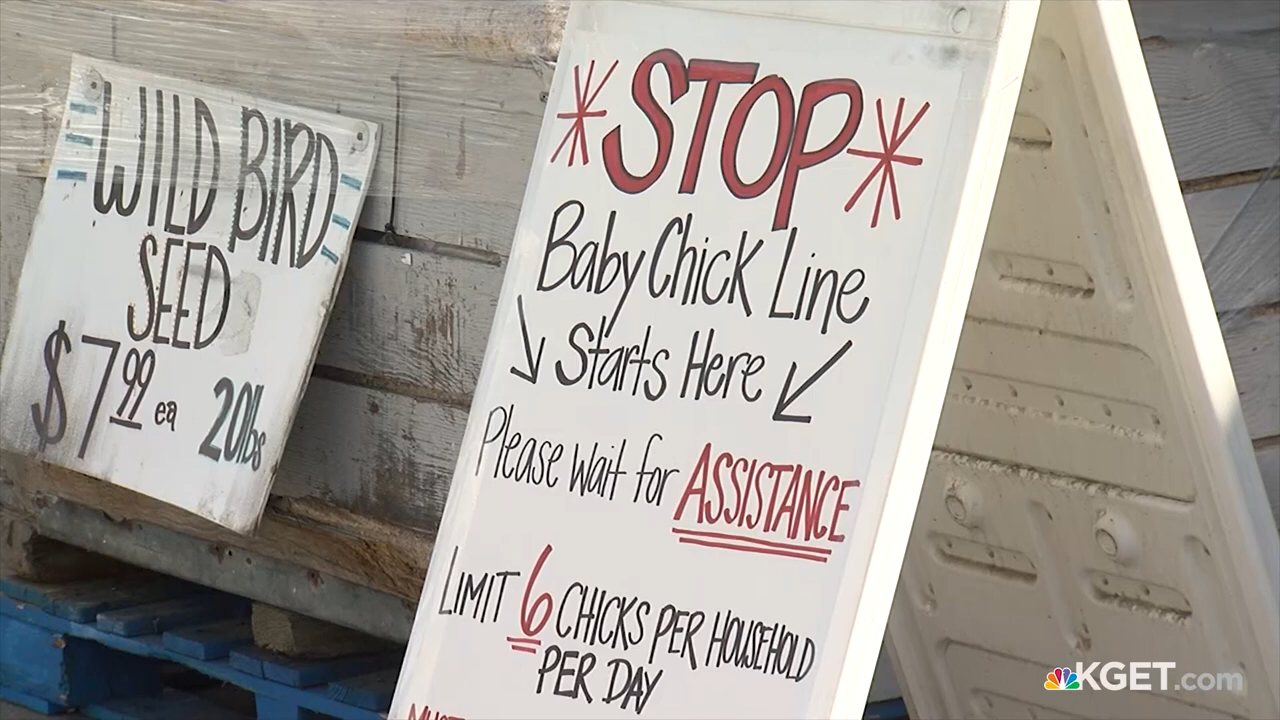 WILD BIRD
SEED
$7.99 ea 20lbs
* STOP *
Baby Chick Line
Starts Here
Please wait for ASSISTANCE
LIMIT 6 CHICKS PER HOUSEHOLD
PER DAY
KGET.com